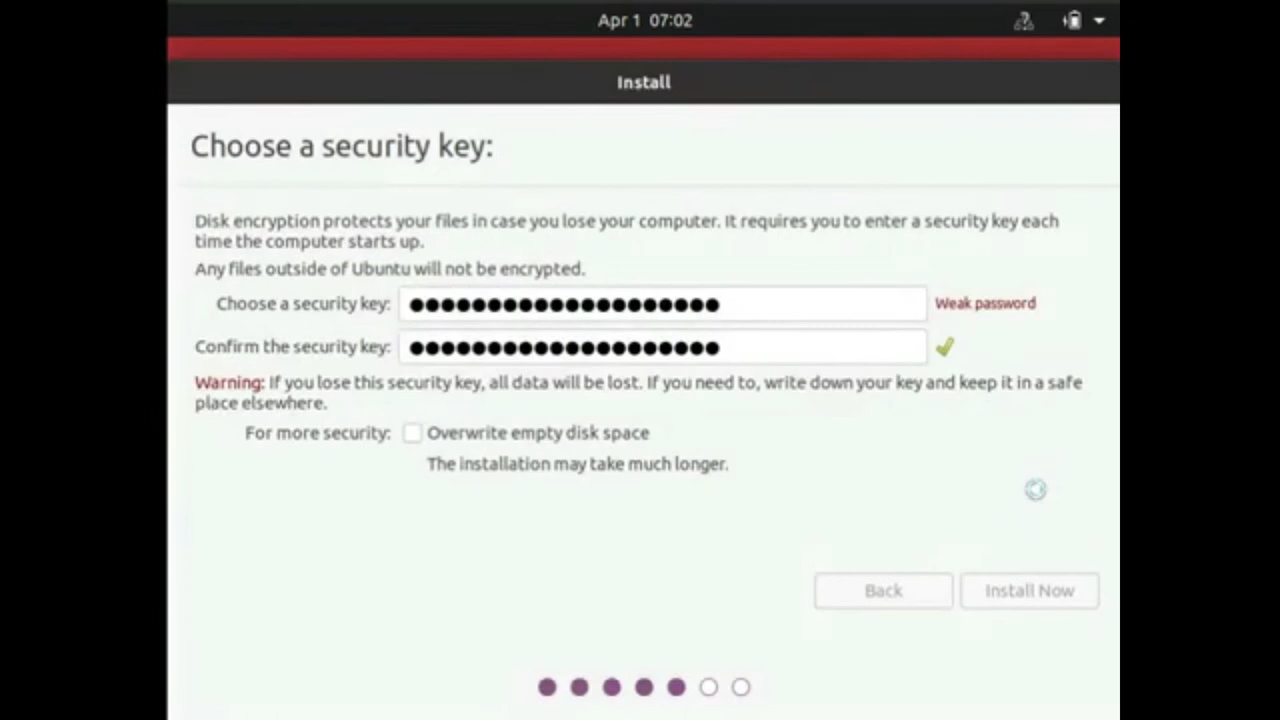 Apr 1 07:02
Install
Choose a security key:
Disk encryption protects your files in case you lose your computer. It requires you to enter a security key each
time the computer starts up.
Any files outside of Ubuntu will not be encrypted.
Choose a security key: ●●●●●●●●●●●●●●●●●●●● Weak password
Confirm the security key: ●●●●●●●●●●●●●●●●●●●●
Warning: If you lose this security key, all data will be lost. If you need to, write down your key and keep it in a safe
place elsewhere.
For more security: Overwrite empty disk space
The installation may take much longer.
Back Install Now